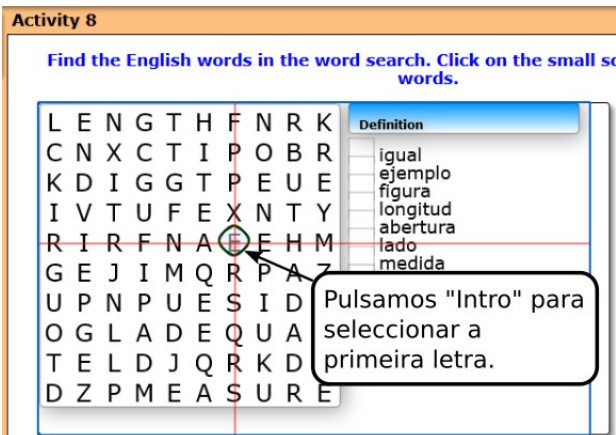 Activity 8
Find the English words in the word search. Click on the small
words.
L E N G T H F N R K
C N X C T I P O B R
K D I G G T P E U E
I V T U F E X N T Y
R I R F N A E E H M
G E J I M Q R P A Z
U P N P U E S I D
O G L A D E Q U A
T E L D J Q R K D
D Z P M E A S U R E
Definition
igual
ejemplo
figura
longitud
abertura
lado
medida
Pulsamos "Intro" para
seleccionar a
primeira letra.